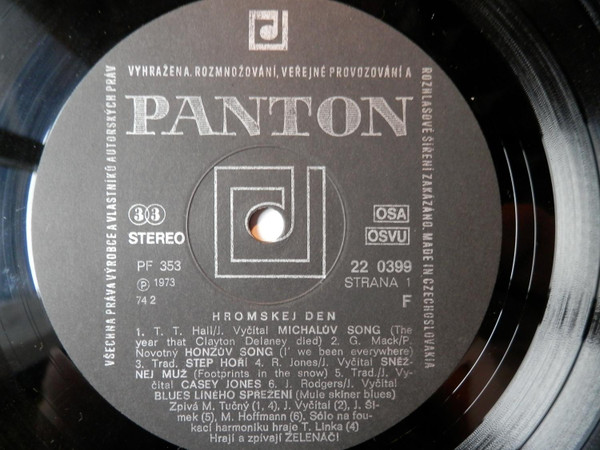 VYHRAŽENA. ROZMNOŽOVÁNÍ, VEŘEJNÉ PROVOZOVÁNÍ A
VŠECHNA PRÁVA VÝROBCE A VLASTNÍKŮ AUTORSKÝCH PRÁV
ROZHLASOVÉ ŠÍŘENÍ ZAKÁZÁNO. MADE IN CZECHOSLOVAKIA
PANTON
33
STEREO
OSA
OSVU
PF 353
22 0399
Ⓟ 1973
STRANA 1
74 2
F
HROMSKEJ DEN
1. T. T. Hall/J. Vyčítal MICHALŮV SONG (The
year that Clayton Delaney died) 2. G. Mack/P.
Novotný HONZŮV SONG (I' we been everywhere)
3. Trad. STEP HOŘÍ 4. R. Jones/J. Vyčítal SNĚŽ-
NEJ MUŽ (Footprints in the snow) 5. Trad./J. Vy-
čítal CASEY JONES 6. J. Rodgers/J. Vyčítal
BLUES LÍNÉHO SPREŽENÍ (Mule skiner blues)
Zpívá M. Tučný (1, 4), J. Vyčítal (2), J. Ši-
mek (5), M. Hoffmann (6). Sólo na fou-
kací harmoniku hraje T. Linka (4)
Hrají a zpívají ZELENÁČI